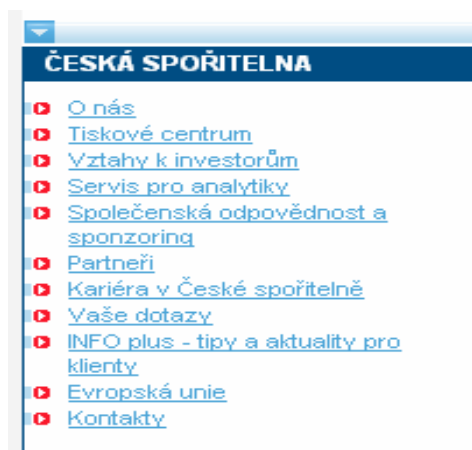 ČESKÁ SPOŘITELNA
O nás
Tiskové centrum
Vztahy k investorům
Servis pro analytiky
Společenská odpovědnost a
sponzoring
Partneři
Kariéra v České spořitelně
Vaše dotazy
INFO plus - tipy a aktuality pro
klienty
Evropská unie
Kontakty